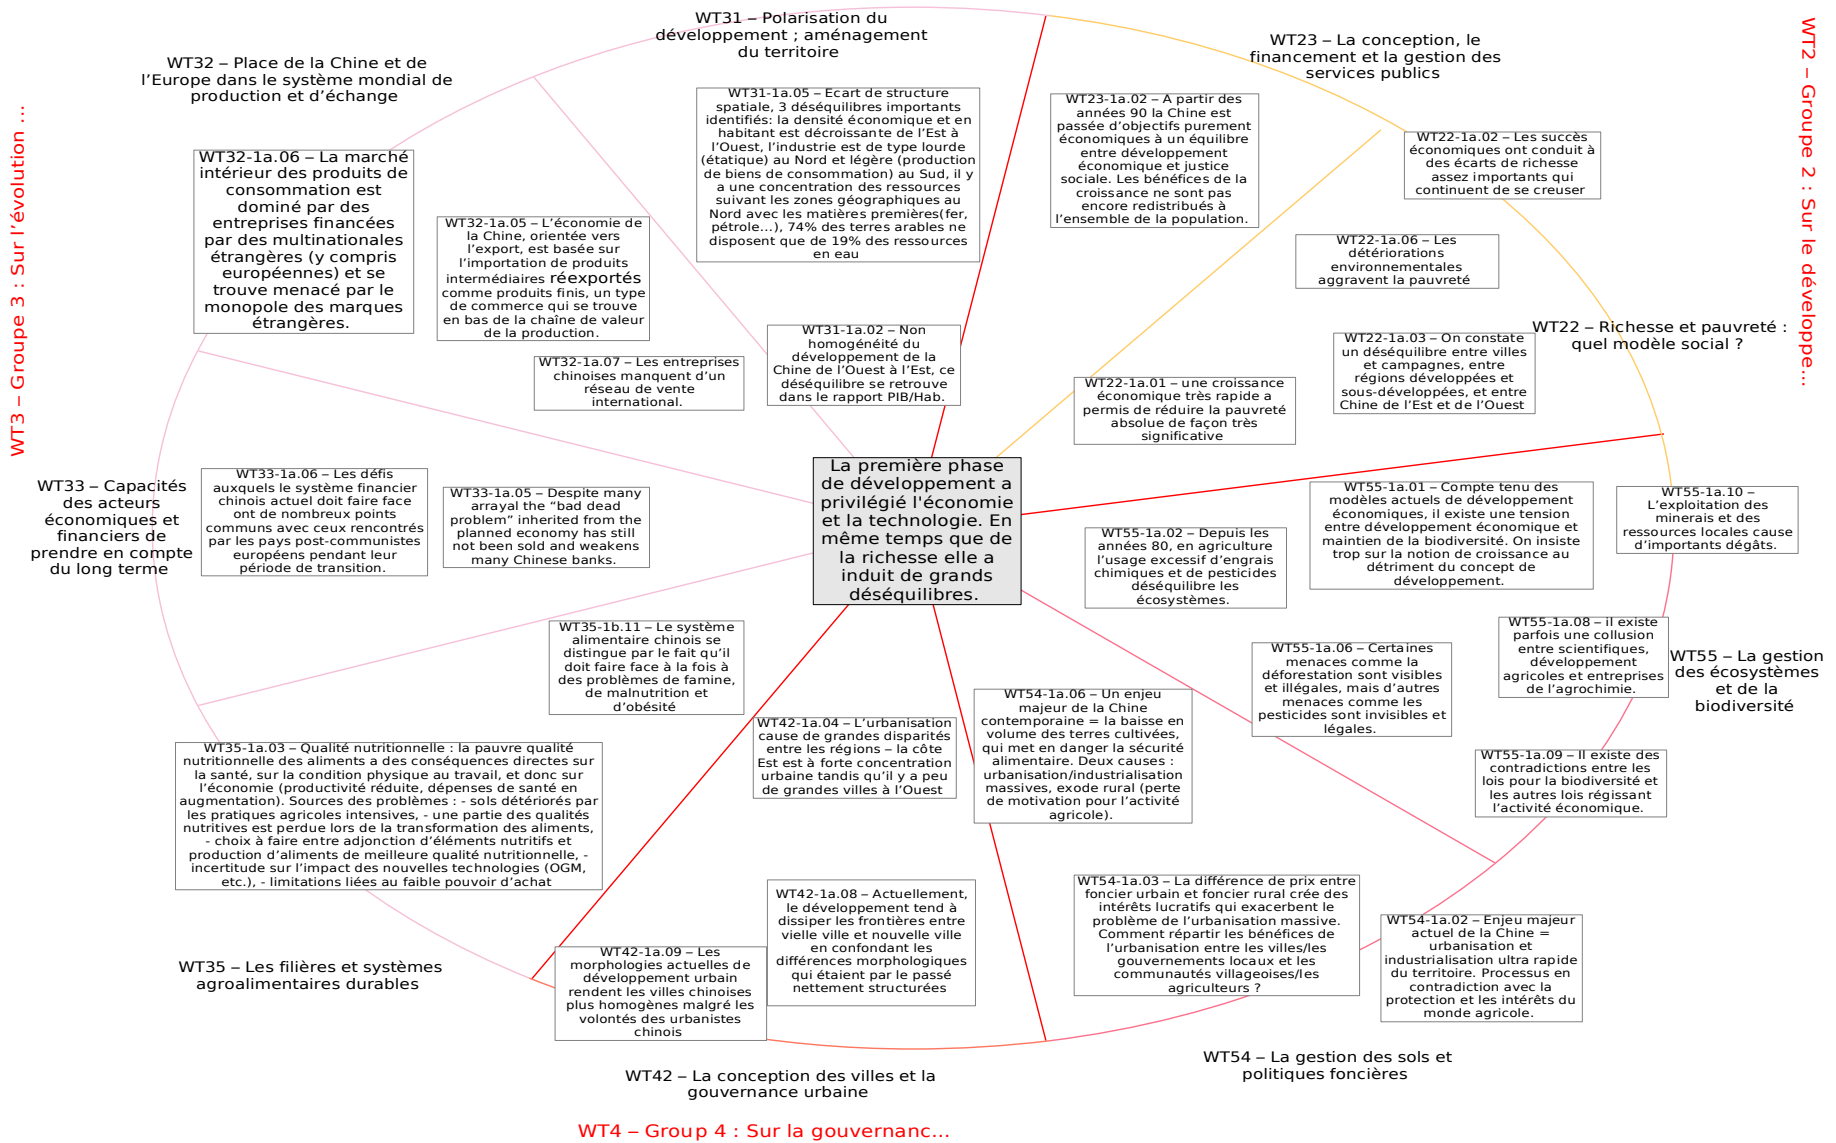 WT31 – Polarisation du
développement ; aménagement
du territoire
WT23 – La conception, le
financement et la gestion des
services publics
WT2 – Groupe 2 : Sur le développe...
WT32 – Place de la Chine et de
l’Europe dans le système mondial de
production et d’échange
WT3 – Groupe 3 : Sur l’évolution ...
WT31-1a.05 – Ecart de structure
spatiale, 3 déséquilibres importants
identifiés: la densité économique et en
habitant est décroissante de l’Est à
l’Ouest, l’industrie est de type lourde
(étatique) au Nord et légère (production
de biens de consommation) au Sud, il y
a une concentration des ressources
suivant les zones géographiques au
Nord avec les matières premières(fer,
pétrole...), 74% des terres arables ne
disposent que de 19% des ressources
en eau
WT23-1a.02 – A partir des
années 90 la Chine est
passée d’objectifs purement
économiques à un équilibre
entre développement
économique et justice
sociale. Les bénéfices de la
croissance ne sont pas
encore redistribués à
l’ensemble de la population.
WT22-1a.02 – Les succès
économiques ont conduit à
des écarts de richesse
assez importants qui
continuent de se creuser
WT32-1a.06 – La marché
intérieur des produits de
consommation est
dominé par des
entreprises financées
par des multinationales
étrangères (y compris
européennes) et se
trouve menacé par le
monopole des marques
étrangères.
WT32-1a.05 – L’économie de
la Chine, orientée vers
l’export, est basée sur
l’importation de produits
intermédiaires réexportés
comme produits finis, un type
de commerce qui se trouve
en bas de la chaîne de valeur
de la production.
WT22-1a.06 – Les
détériorations
environnementales
aggravent la pauvreté
WT32-1a.07 – Les entreprises
chinoises manquent d’un
réseau de vente
international.
WT31-1a.02 – Non
homogénéité du
développement de la
Chine de l’Ouest à l’Est, ce
déséquilibre se retrouve
dans le rapport PIB/Hab.
WT22-1a.01 – une croissance
économique très rapide a
permis de réduire la pauvreté
absolue de façon très
significative
WT22-1a.03 – On constate
un déséquilibre entre villes
et campagnes, entre
régions développées et
sous-développées, et entre
Chine de l’Est et de l’Ouest
WT22 – Richesse et pauvreté :
quel modèle social ?
WT33 – Capacités
des acteurs
économiques et
financiers de
prendre en compte
du long terme
WT33-1a.06 – Les défis
auxquels le système financier
chinois actuel doit faire face
ont de nombreux points
communs avec ceux rencontrés
par les pays post-communistes
européens pendant leur
période de transition.
WT33-1a.05 – Despite many
arrayal the “bad dead
problem” inherited from the
planned economy has still
not been sold and weakens
many Chinese banks.
La première phase
de développement a
privilégié l'économie
et la technologie. En
même temps que de
la richesse elle a
induit de grands
déséquilibres.
WT55-1a.02 – Depuis les
années 80, en agriculture
l’usage excessif d’engrais
chimiques et de pesticides
déséquilibre les
écosystèmes.
WT55-1a.01 – Compte tenu des
modèles actuels de développement
économiques, il existe une tension
entre développement économique et
maintien de la biodiversité. On insiste
trop sur la notion de croissance au
détriment du concept de
développement.
WT55-1a.10 –
L’exploitation des
minerais et des
ressources locales cause
d’importants dégâts.
WT35-1b.11 – Le système
alimentaire chinois se
distingue par le fait qu’il
doit faire face à la fois à
des problèmes de famine,
de malnutrition et
d’obésité
WT55-1a.06 – Certaines
menaces comme la
déforestation sont visibles
et illégales, mais d’autres
menaces comme les
pesticides sont invisibles et
légales.
WT55-1a.08 – il existe
parfois une collusion
entre scientifiques,
développement
agricoles et entreprises
de l’agrochimie.
WT55 – La gestion
des écosystèmes
et de la
biodiversité
WT35-1a.03 – Qualité nutritionnelle : la pauvre qualité
nutritionnelle des aliments a des conséquences directes sur
la santé, sur la condition physique au travail, et donc sur
l’économie (productivité réduite, dépenses de santé en
augmentation). Sources des problèmes : - sols détériorés par
les pratiques agricoles intensives, - une partie des qualités
nutritives est perdue lors de la transformation des aliments,
- choix à faire entre adjonction d’éléments nutritifs et
production d’aliments de meilleure qualité nutritionnelle, -
incertitude sur l’impact des nouvelles technologies (OGM,
etc.), - limitations liées au faible pouvoir d’achat
WT42-1a.04 – L’urbanisation
cause de grandes disparités
entre les régions – la côte
Est est à forte concentration
urbaine tandis qu’il y a peu
de grandes villes à l’Ouest
WT54-1a.06 – Un enjeu
majeur de la Chine
contemporaine = la baisse en
volume des terres cultivées,
qui met en danger la sécurité
alimentaire. Deux causes :
urbanisation/industrialisation
massives, exode rural (perte
de motivation pour l’activité
agricole).
WT55-1a.09 – Il existe des
contradictions entre les
lois pour la biodiversité et
les autres lois régissant
l’activité économique.
WT42-1a.08 – Actuellement,
le développement tend à
dissiper les frontières entre
vielle ville et nouvelle ville
en confondant les
différences morphologiques
qui étaient par le passé
nettement structurées
WT54-1a.03 – La différence de prix entre
foncier urbain et foncier rural crée des
intérêts lucratifs qui exacerbent le
problème de l’urbanisation massive.
Comment répartir les bénéfices de
l’urbanisation entre les villes/les
gouvernements locaux et les
communautés villageoises/les
agriculteurs ?
WT54-1a.02 – Enjeu majeur
actuel de la Chine =
urbanisation et
industrialisation ultra rapide
du territoire. Processus en
contradiction avec la
protection et les intérêts du
monde agricole.
WT42-1a.09 – Les
morphologies actuelles de
développement urbain
rendent les villes chinoises
plus homogènes malgré les
volontés des urbanistes
chinois
WT35 – Les filières et systèmes
agroalimentaires durables
WT42 – La conception des villes et la
gouvernance urbaine
WT54 – La gestion des sols et
politiques foncières
WT4 – Group 4 : Sur la gouvernanc...